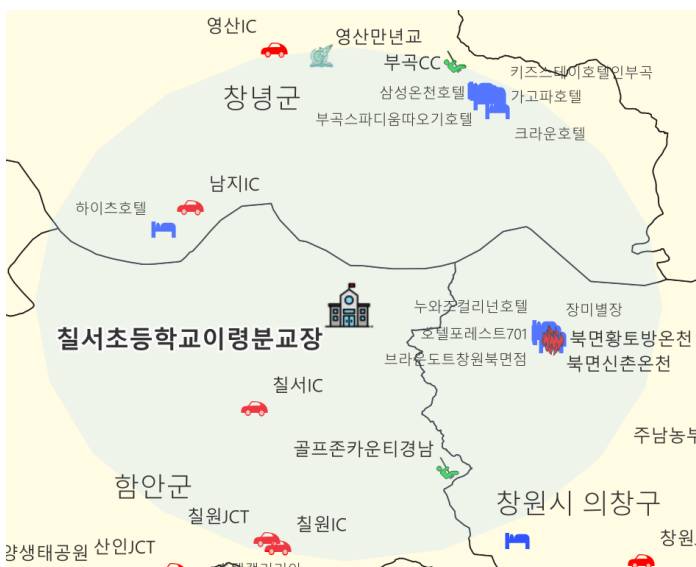 영산IC
영산만년교
부곡CC
키즈스테이호텔인부곡
창녕군
삼성온천호텔
가고파호텔
부곡스파디움따오기호텔
크라운호텔
남지IC
하이츠호텔
누와즈컬리넌호텔
장미별장
칠서초등학교이령분교장
호텔포레스트701
북면황토방온천
브라운도트창원북면점
북면신촌온천
칠서IC
주남농부
골프존카운티경남
함안군
창원시 의창구
칠원JCT
칠원IC
창원
양생태공원
산인JCT